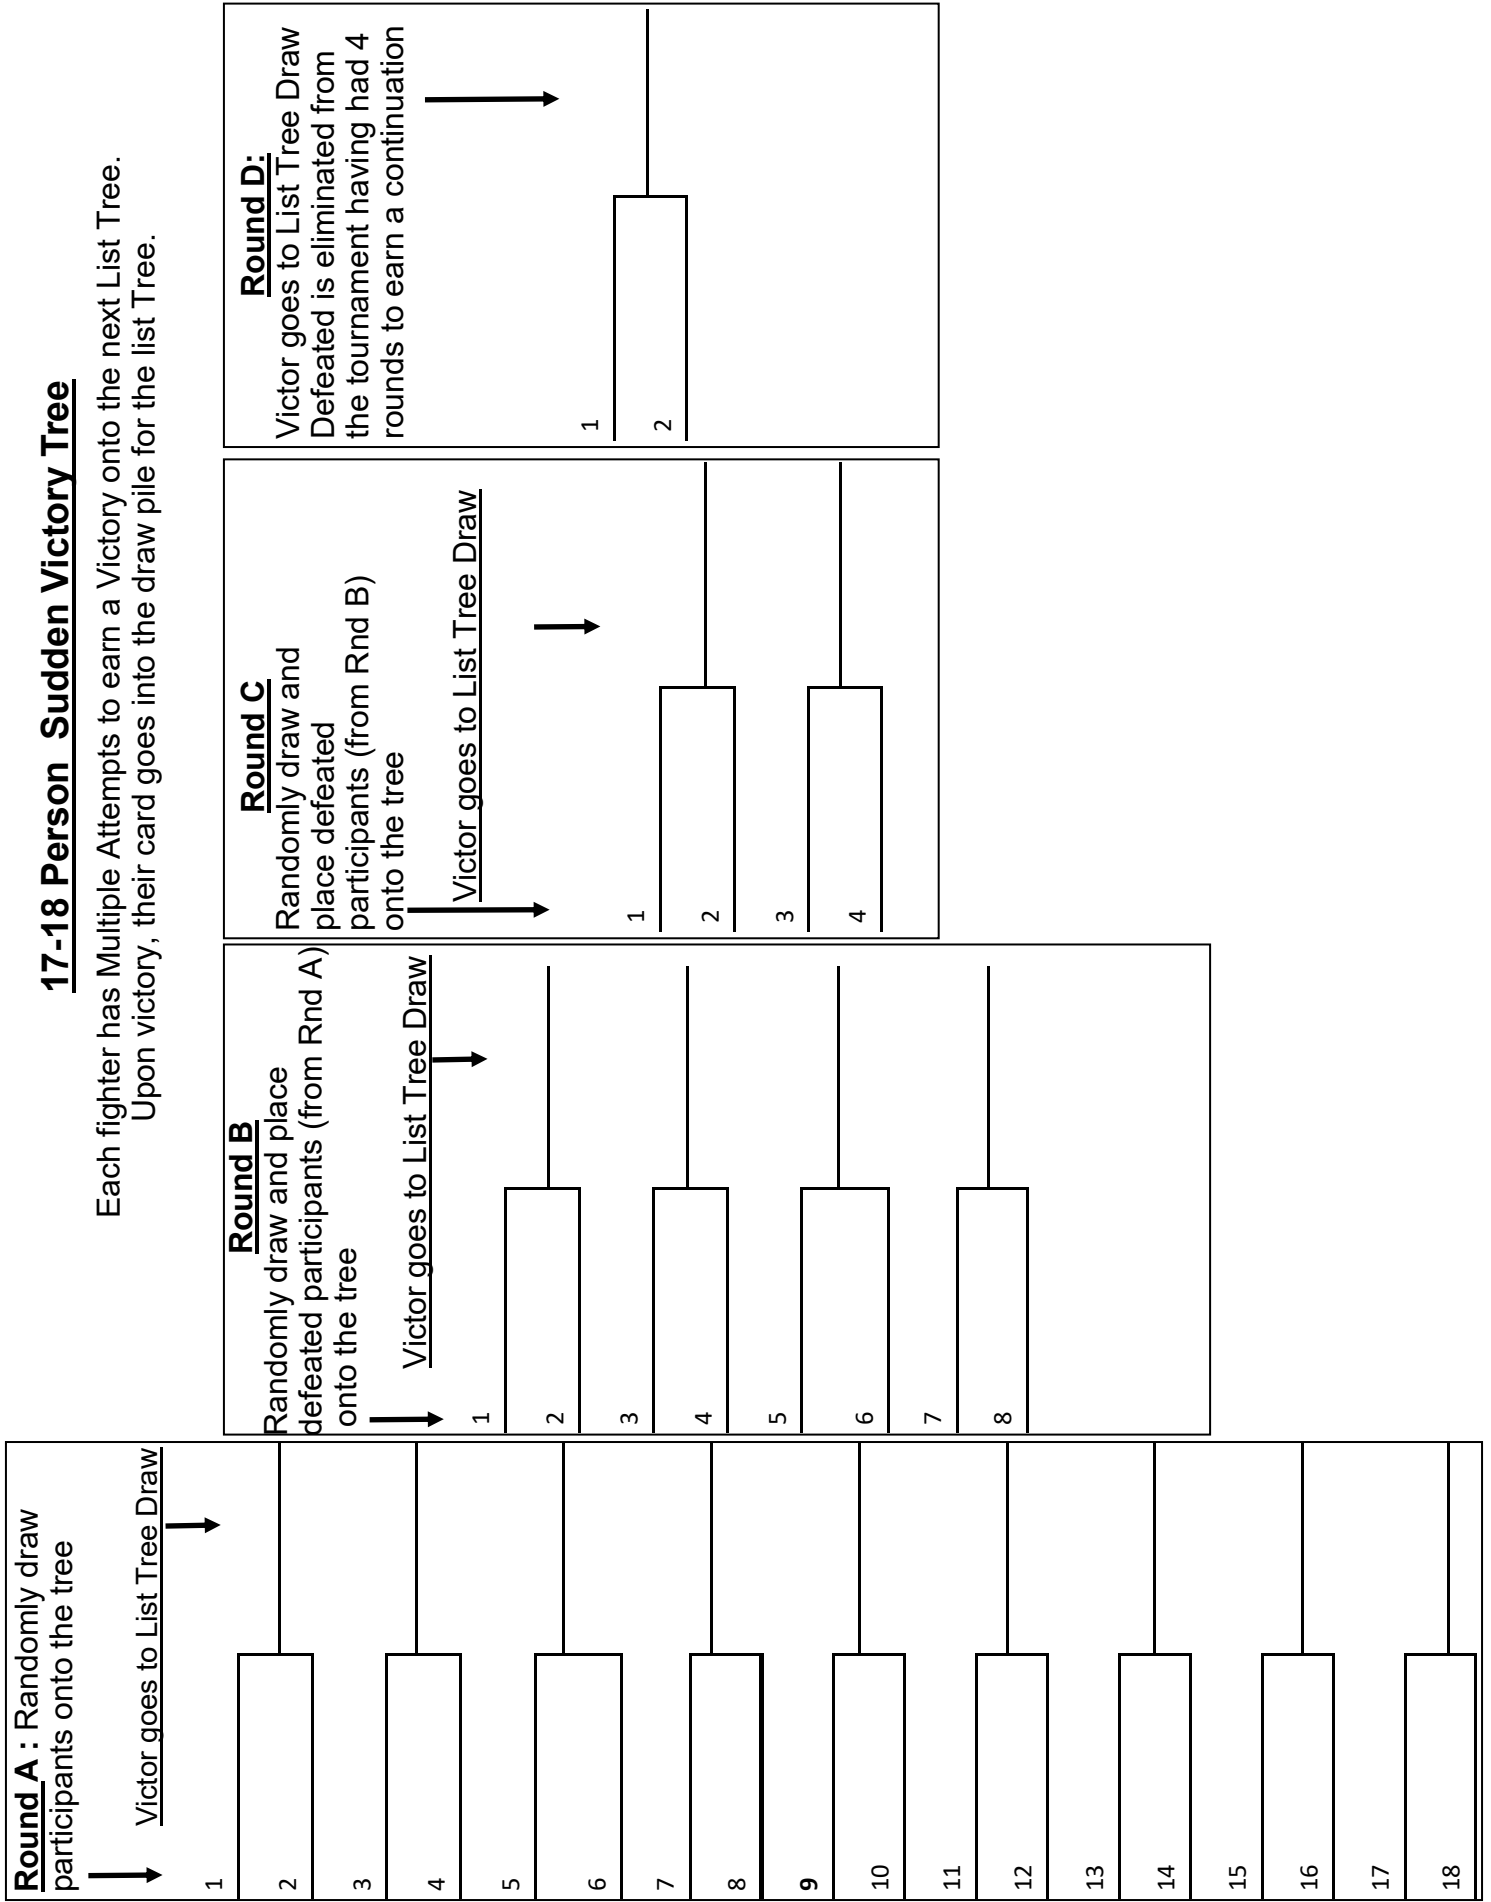 17-18 Person  Sudden Victory Tree
Each fighter has Multiple Attempts to earn a Victory onto the next List Tree.
Upon victory, their card goes into the draw pile for the list Tree.
Round A : Randomly draw
participants onto the tree
Victor goes to List Tree Draw
1
2
3
4
5
6
7
8
9
10
11
12
13
14
15
16
17
18
Round B
Randomly draw and place
defeated participants (from Rnd A)
onto the tree
Victor goes to List Tree Draw
1
2
3
4
5
6
7
8
Round C
Randomly draw and
place defeated
participants (from Rnd B)
onto the tree
Victor goes to List Tree Draw
1
2
3
4
Round D:
Victor goes to List Tree Draw
Defeated is eliminated from
the tournament having had 4
rounds to earn a continuation
1
2